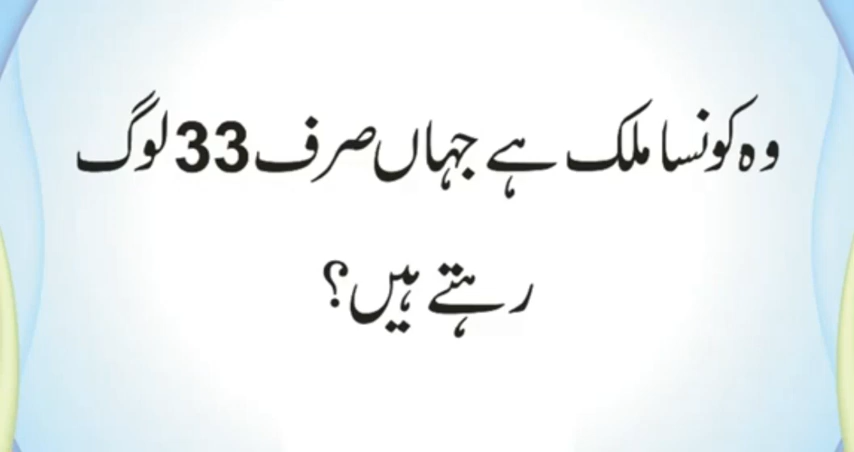 وہ کونسا ملک ہے جہاں صرف 33 لوگ
رہتے ہیں؟